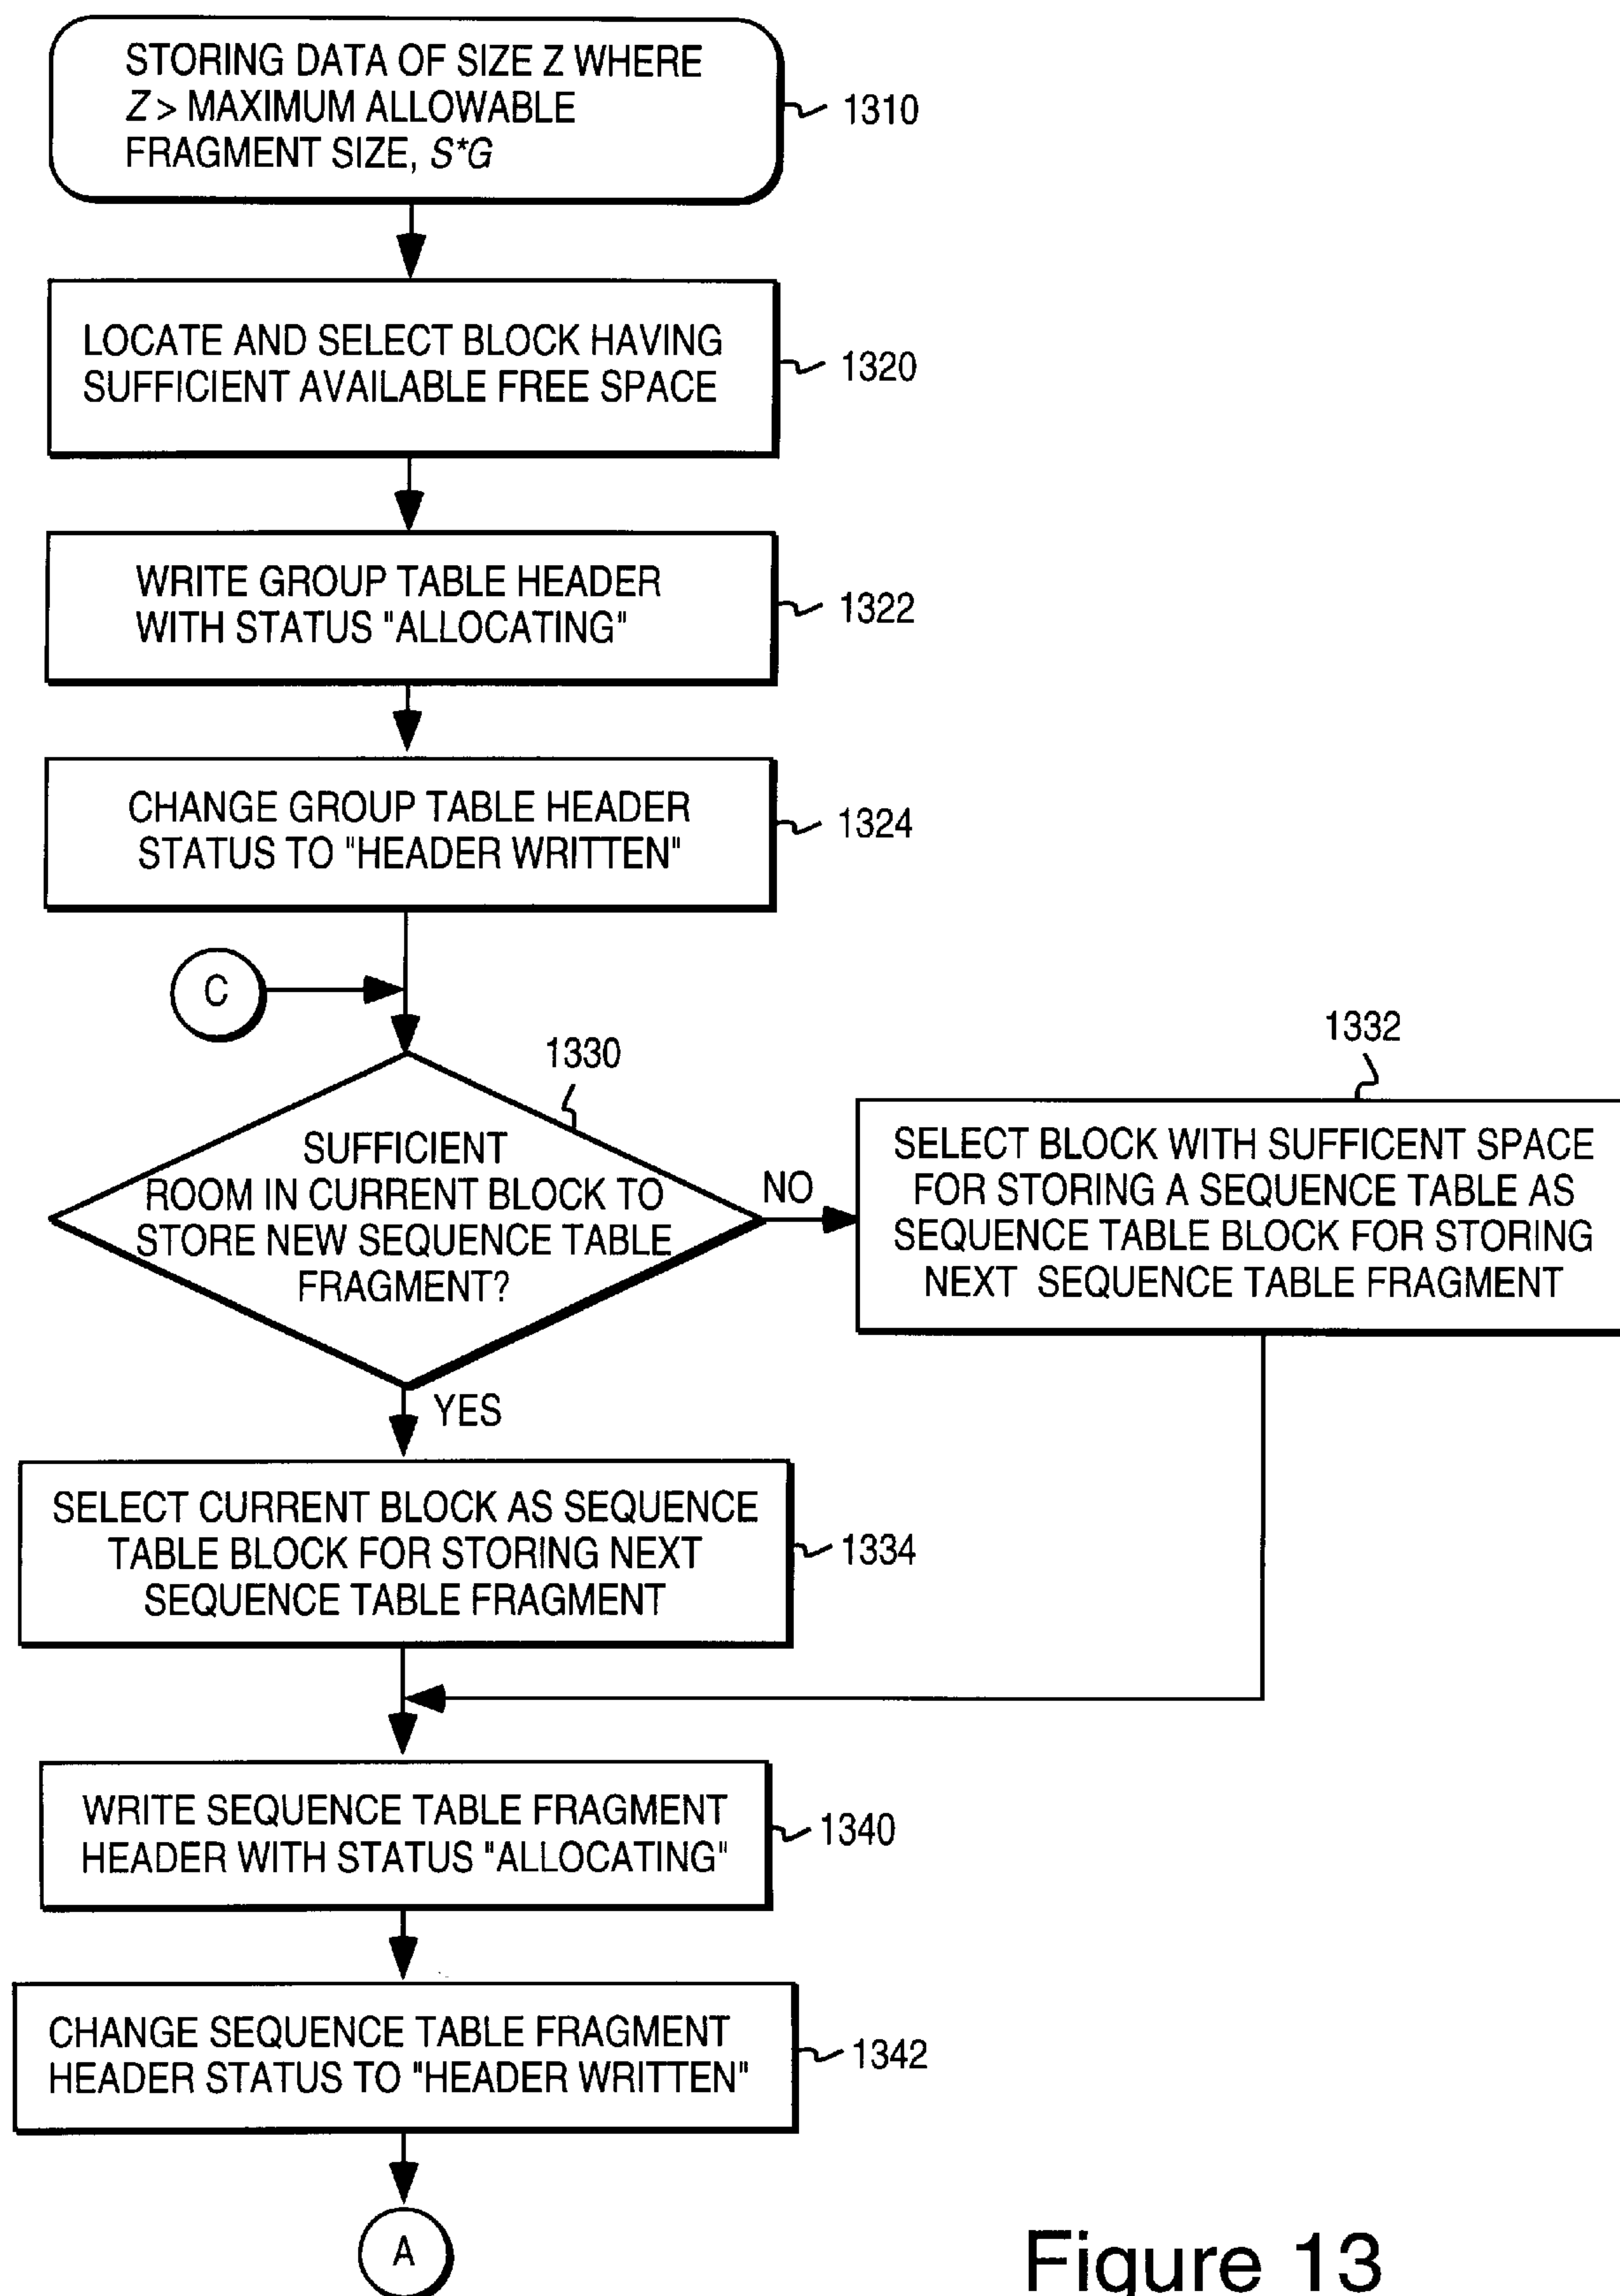 STORING DATA OF SIZE Z WHERE
Z > MAXIMUM ALLOWABLE
FRAGMENT SIZE, S*G
1310
LOCATE AND SELECT BLOCK HAVING
SUFFICIENT AVAILABLE FREE SPACE
1320
WRITE GROUP TABLE HEADER
WITH STATUS "ALLOCATING"
1322
CHANGE GROUP TABLE HEADER
STATUS TO "HEADER WRITTEN"
1324
C
1330
SUFFICIENT
ROOM IN CURRENT BLOCK TO
STORE NEW SEQUENCE TABLE
FRAGMENT?
NO
1332
SELECT BLOCK WITH SUFFICENT SPACE
FOR STORING A SEQUENCE TABLE AS
SEQUENCE TABLE BLOCK FOR STORING
NEXT SEQUENCE TABLE FRAGMENT
YES
SELECT CURRENT BLOCK AS SEQUENCE
TABLE BLOCK FOR STORING NEXT
SEQUENCE TABLE FRAGMENT
1334
WRITE SEQUENCE TABLE FRAGMENT
HEADER WITH STATUS "ALLOCATING"
1340
CHANGE SEQUENCE TABLE FRAGMENT
HEADER STATUS TO "HEADER WRITTEN"
1342
A
Figure 13